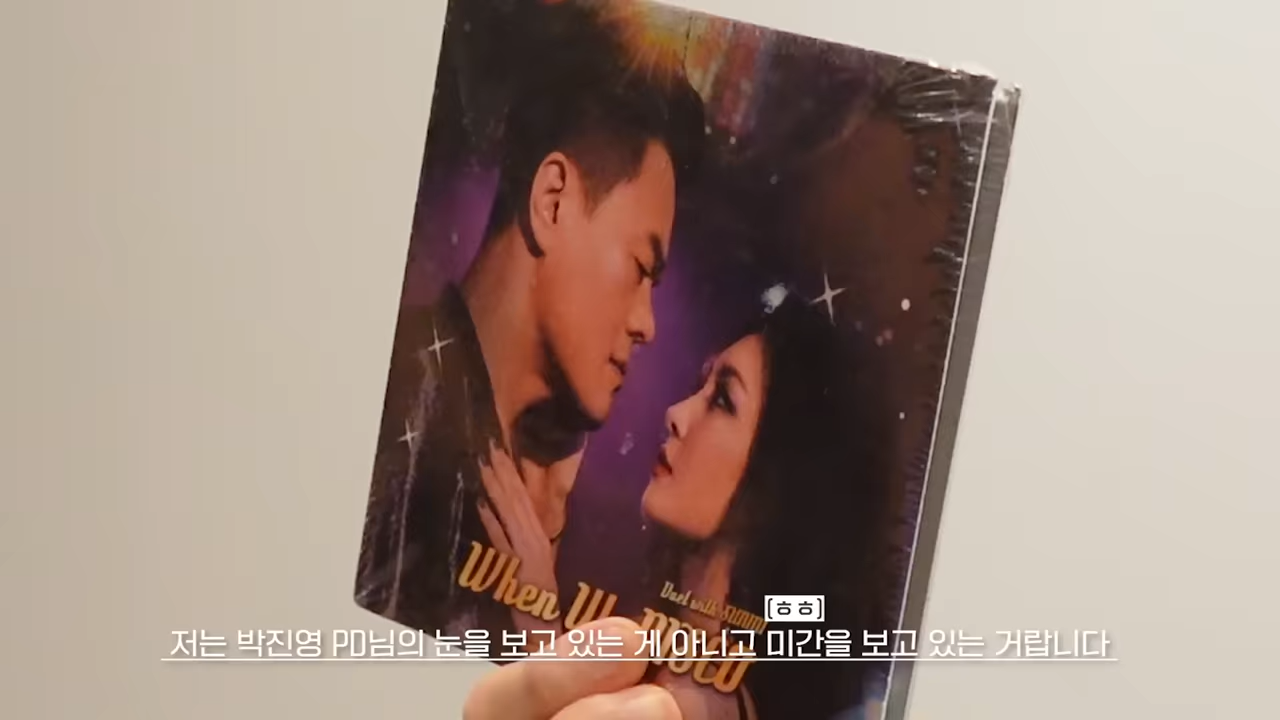 When We
Duet with
[ㅎㅎ]
저는 박진영 PD님의 눈을 보고 있는 게 아니고 미간을 보고 있는 거랍니다